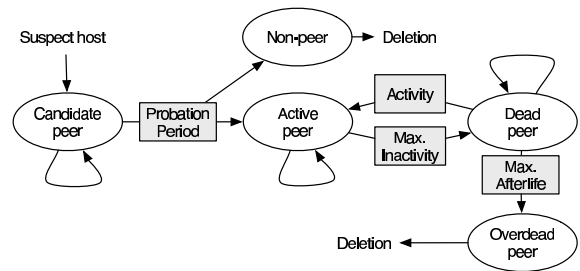 Suspect host
Non-peer
Deletion
Candidate
peer
Probation
Period
Active
peer
Activity
Max.
Inactivity
Dead
peer
Max.
Afterlife
Overdead
peer
Deletion